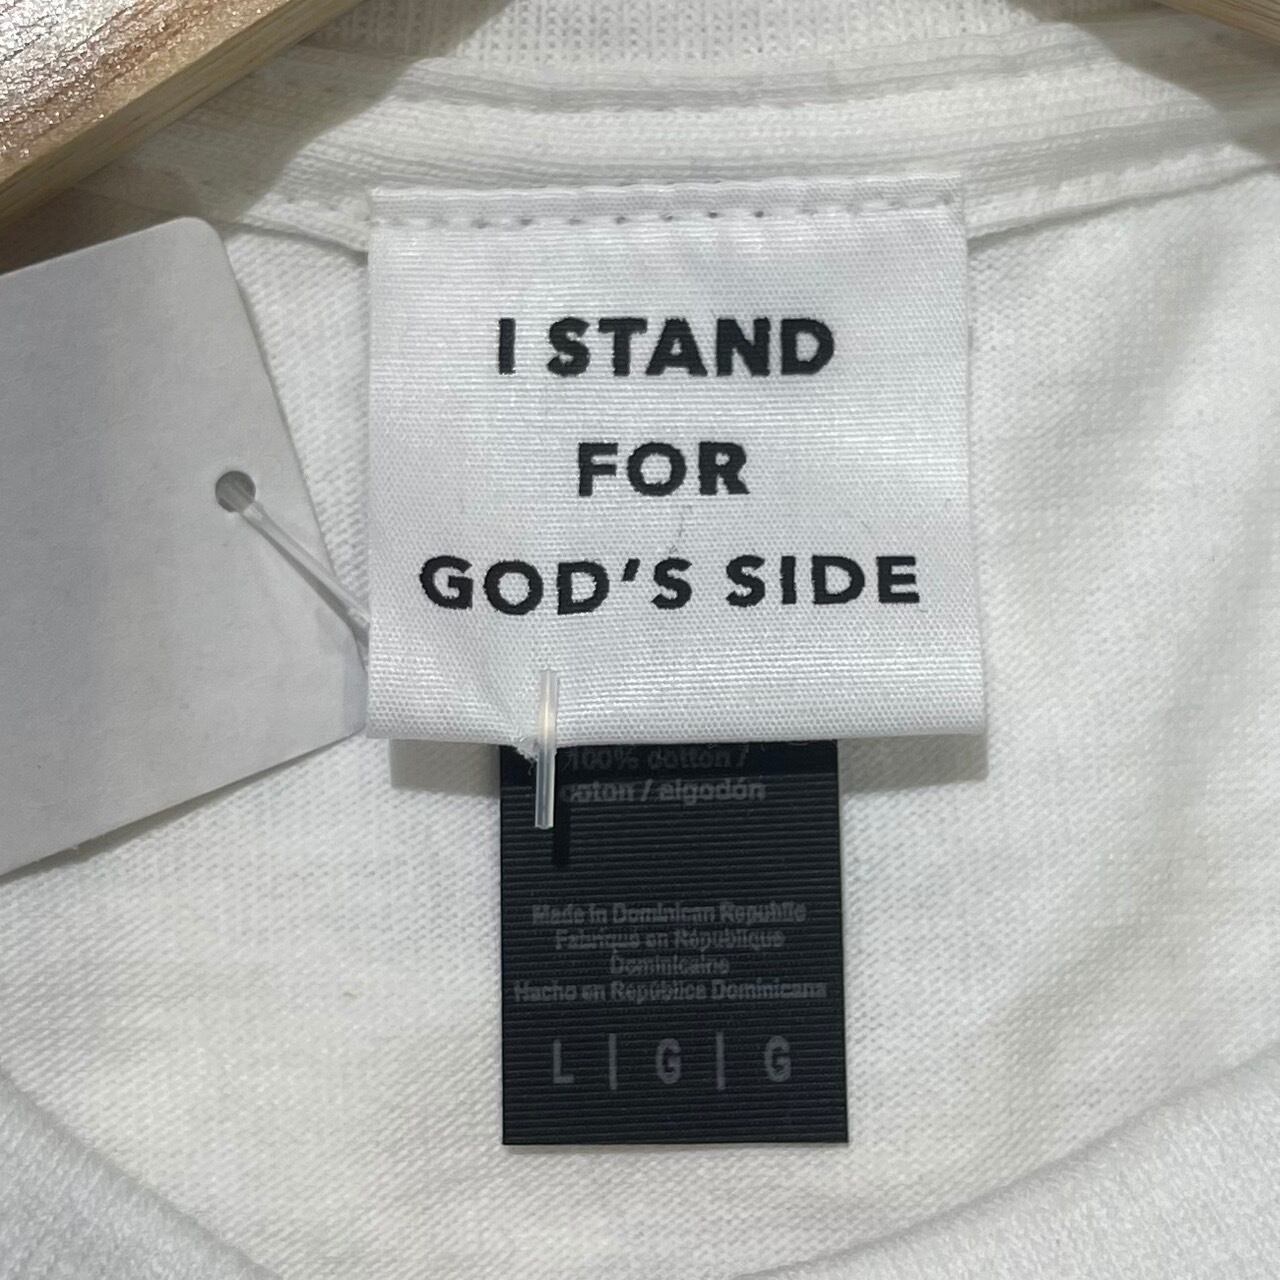 I STAND
FOR
GOD'S SIDE
100% cotton /
coton / algodón
Made in Dominican Republic
Fabriqué en République
Dominicaine
Hecho en República Dominicana
L | G | G